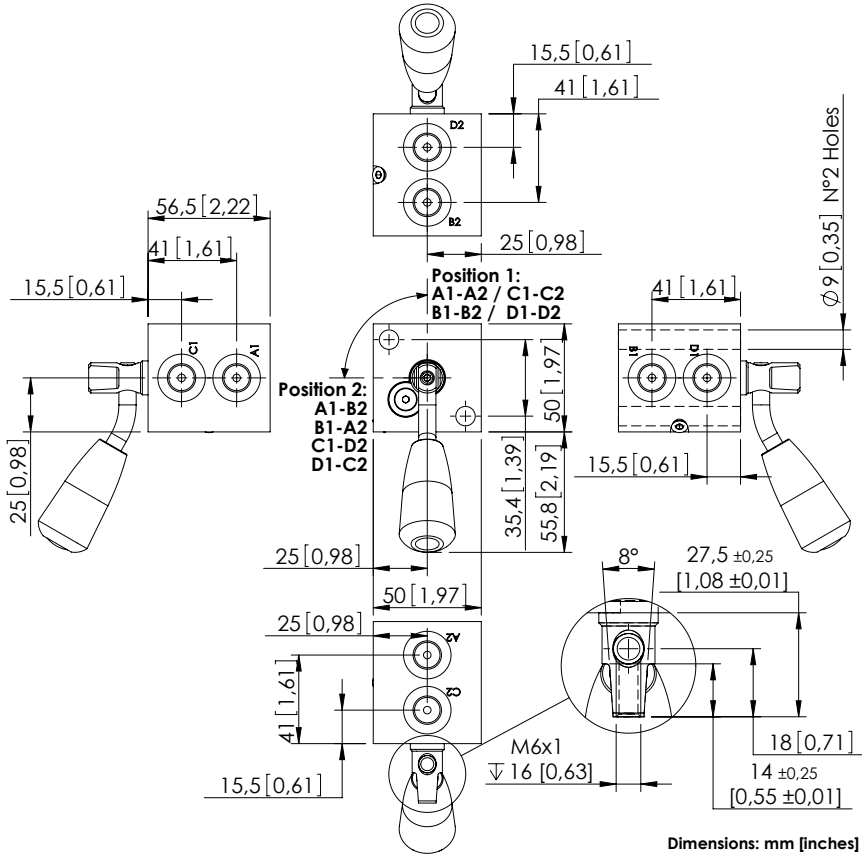 15,5 [0,61]
41 [1,61]
D2
B2
25 [0,98]
Ø 9 [0,35] N°2 Holes
56,5 [2,22]
41 [1,61]
15,5 [0,61]
C1
A1
25 [0,98]
Position 1:
A1-A2 / C1-C2
B1-B2 / D1-D2
Position 2:
A1-B2
B1-A2
C1-D2
D1-C2
50 [1,97]
35,4 [1,39]
55,8 [2,19]
25 [0,98]
50 [1,97]
41 [1,61]
B1
D1
15,5 [0,61]
25 [0,98]
A2
C2
41 [1,61]
15,5 [0,61]
8°
27,5 ±0,25
[1,08 ±0,01]
M6x1
↧ 16 [0,63]
18 [0,71]
14 ±0,25
[0,55 ±0,01]
Dimensions: mm [inches]